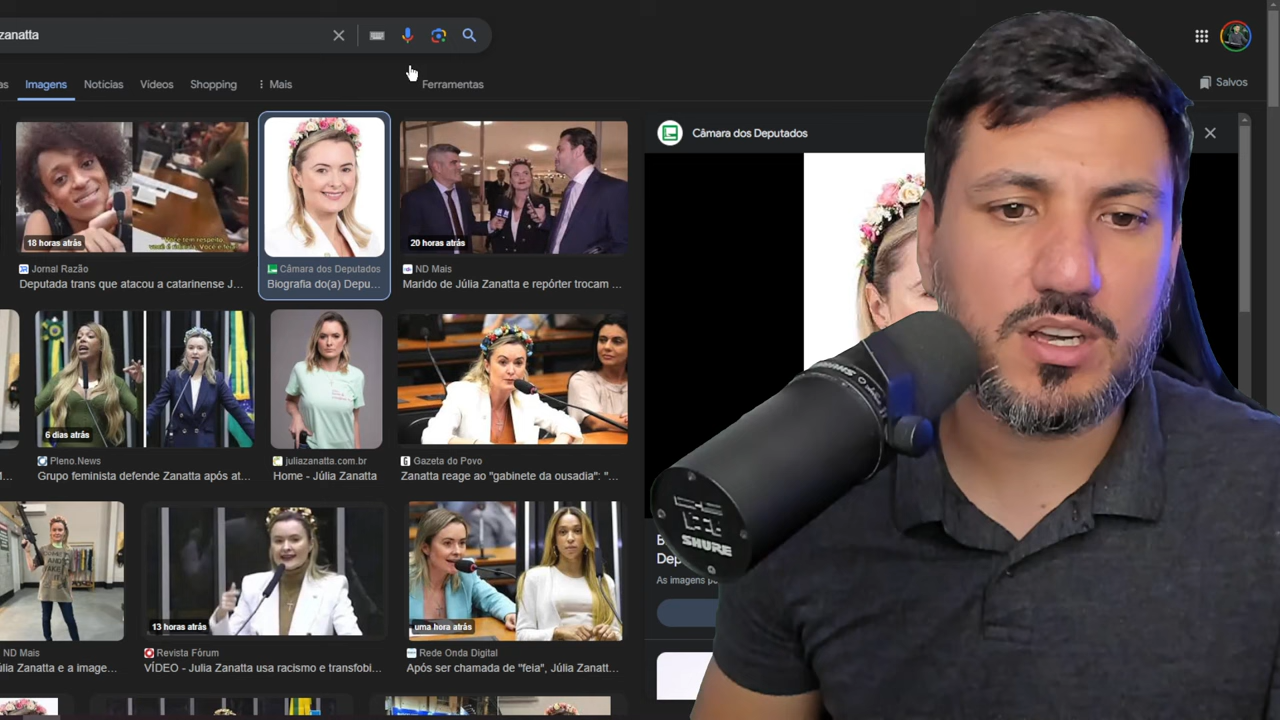 zanatta
as
Imagens
Notícias
Vídeos
Shopping
Mais
Ferramentas
Salvos
18 horas atrás
Jornal Razão
Deputada trans que atacou a catarinense J...
Câmara dos Deputados
Biografia do(a) Depu...
20 horas atrás
ND Mais
Marido de Júlia Zanatta e repórter trocam ...
Câmara dos Deputados
6 dias atrás
Pleno.News
Grupo feminista defende Zanatta após at...
juliazanatta.com.br
Home - Júlia Zanatta
Gazeta do Povo
Zanatta reage ao "gabinete da ousadia": "...
ND Mais
úlia Zanatta e a image...
13 horas atrás
Revista Fórum
VÍDEO - Julia Zanatta usa racismo e transfobi...
uma hora atrás
Rede Onda Digital
Após ser chamada de "feia", Júlia Zanatt...
B
Dep
As imagens p
SHURE